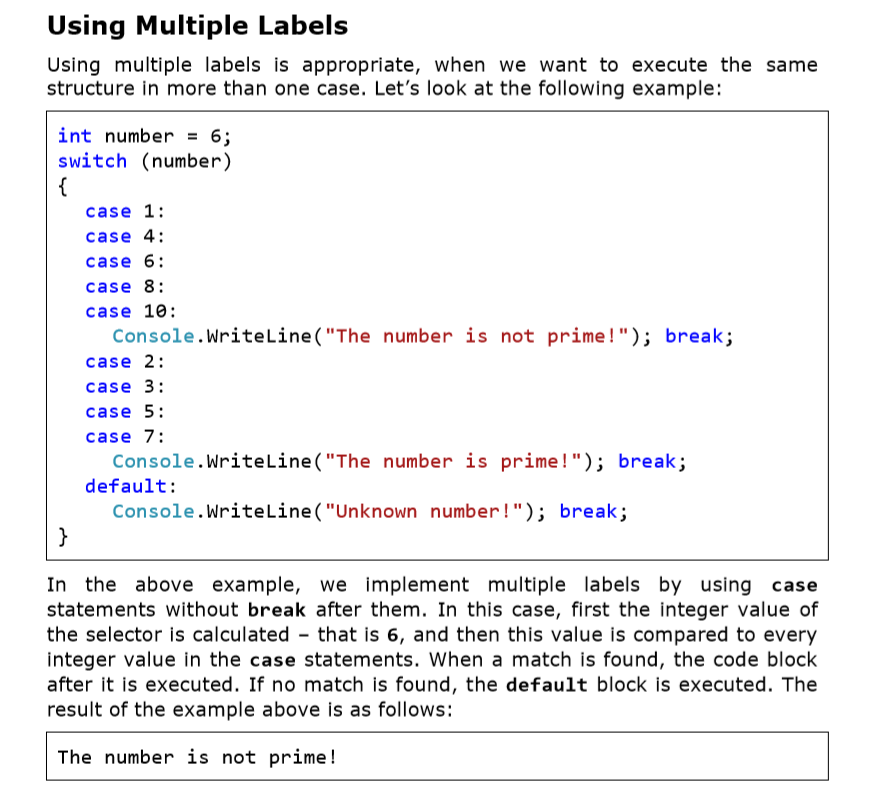 Using Multiple Labels
Using multiple labels is appropriate, when we want to execute the same
structure in more than one case. Let’s look at the following example:
int number = 6;
switch (number)
{
case 1:
case 4:
case 6:
case 8:
case 10:
Console.WriteLine("The number is not prime!"); break;
case 2:
case 3:
case 5:
case 7:
Console.WriteLine("The number is prime!"); break;
default:
Console.WriteLine("Unknown number!"); break;
}
In the above example, we implement multiple labels by using case
statements without break after them. In this case, first the integer value of
the selector is calculated – that is 6, and then this value is compared to every
integer value in the case statements. When a match is found, the code block
after it is executed. If no match is found, the default block is executed. The
result of the example above is as follows:
The number is not prime!